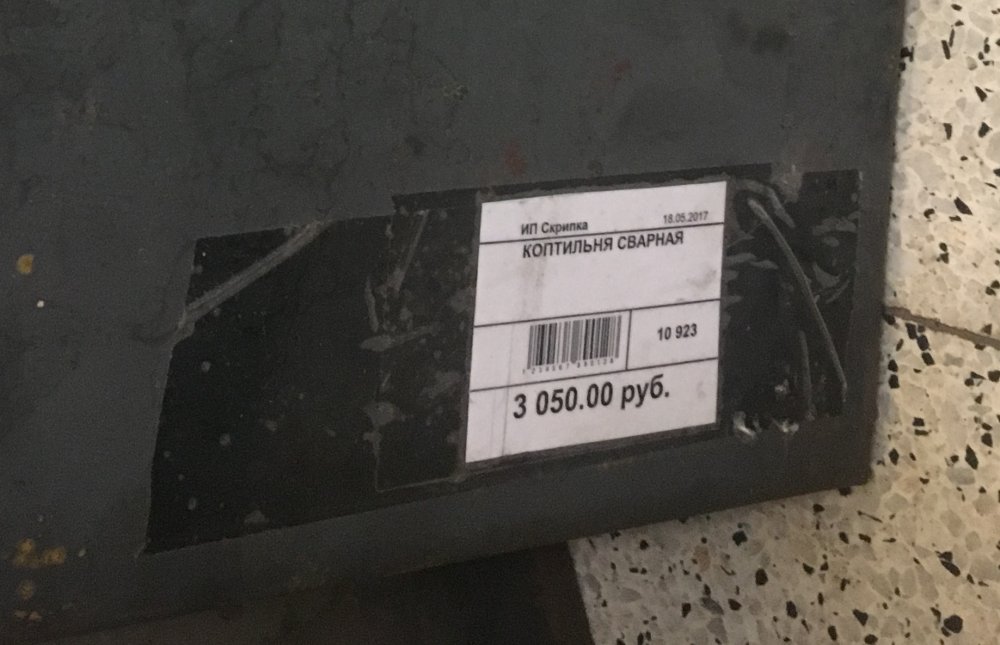 ИП Скрипка 18.05.2017
КОПТИЛЬНЯ СВАРНАЯ
10 923
3 050.00 руб.